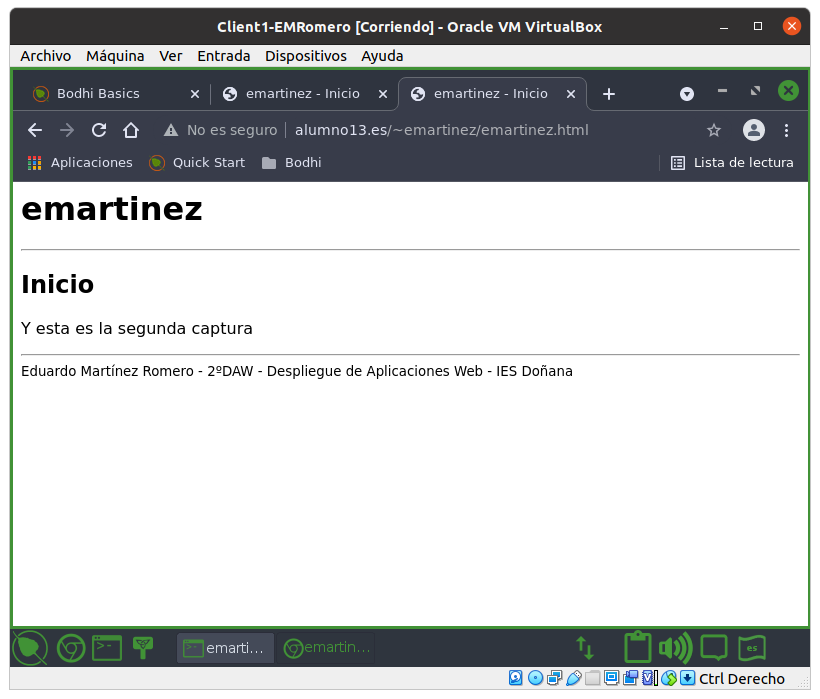 Client1-EMRomero [Corriendo] - Oracle VM VirtualBox
Archivo Máquina Ver Entrada Dispositivos Ayuda
Bodhi Basics emartinez - Inicio emartinez - Inicio
No es seguro alumno13.es/~emartinez/emartinez.html
Aplicaciones Quick Start Bodhi Lista de lectura
emartinez
Inicio
Y esta es la segunda captura
Eduardo Martínez Romero - 2ºDAW - Despliegue de Aplicaciones Web - IES Doñana
emarti... emartin... es
Ctrl Derecho